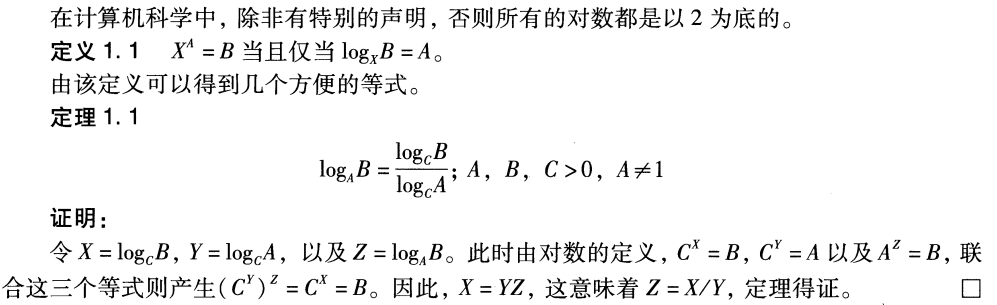 在计算机科学中,除非有特别的声明,否则所有的对数都是以 2 为底的。
定义 1.1 X^A = B 当且仅当 log_X B = A。
由该定义可以得到几个方便的等式。
定理 1.1
log_A B = \frac{log_C B}{log_C A}; A, B, C > 0, A ≠ 1
证明:
令 X = log_C B, Y = log_C A, 以及 Z = log_A B。此时由对数的定义, C^X = B, C^Y = A 以及 A^Z = B, 联
合这三个等式则产生 (C^Y)^Z = C^X = B。因此, X = YZ, 这意味着 Z = X/Y, 定理得证。 □